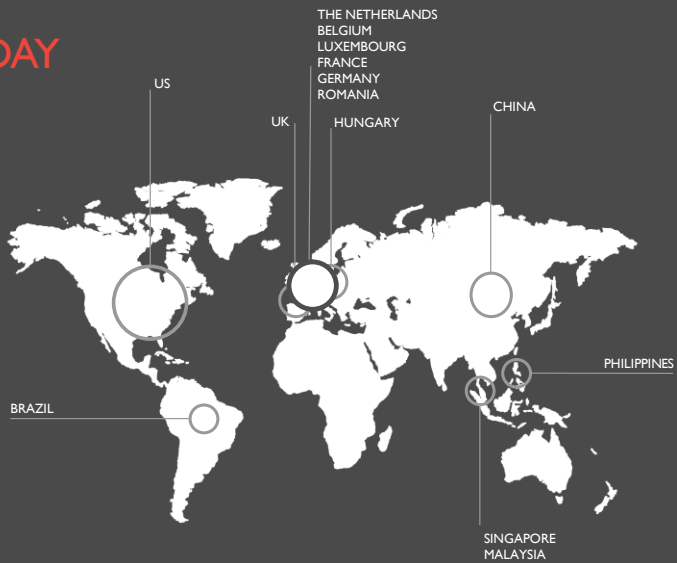 THE NETHERLANDS
BELGIUM
LUXEMBOURG
FRANCE
GERMANY
ROMANIA
DAY
US
CHINA
UK
HUNGARY
PHILIPPINES
BRAZIL
SINGAPORE
MALAYSIA